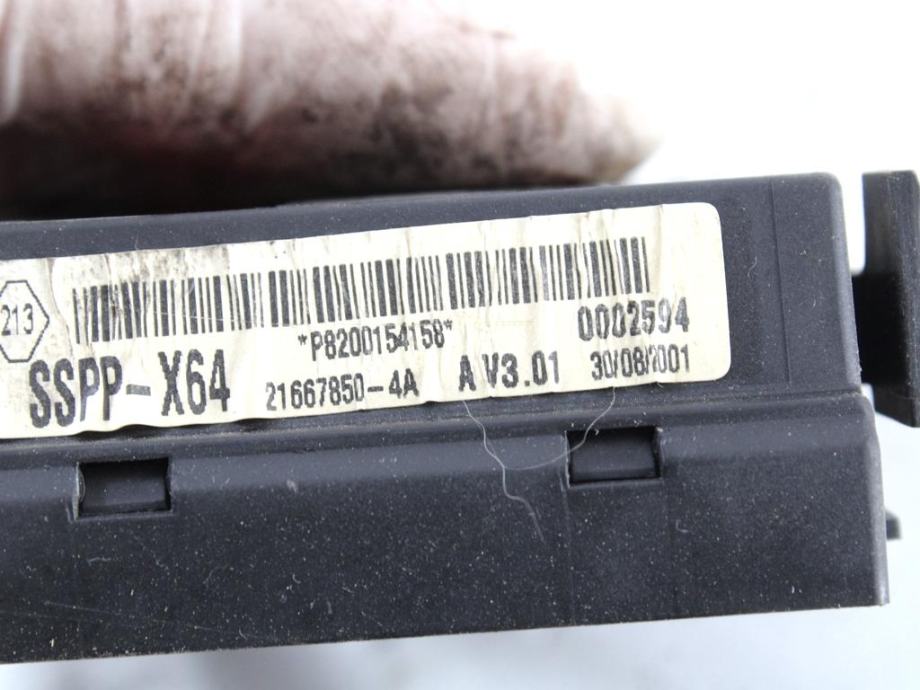 213
*P8200154158*
0002594
SSPP-X64
21667850-4A
A V3.01
30/08/2001